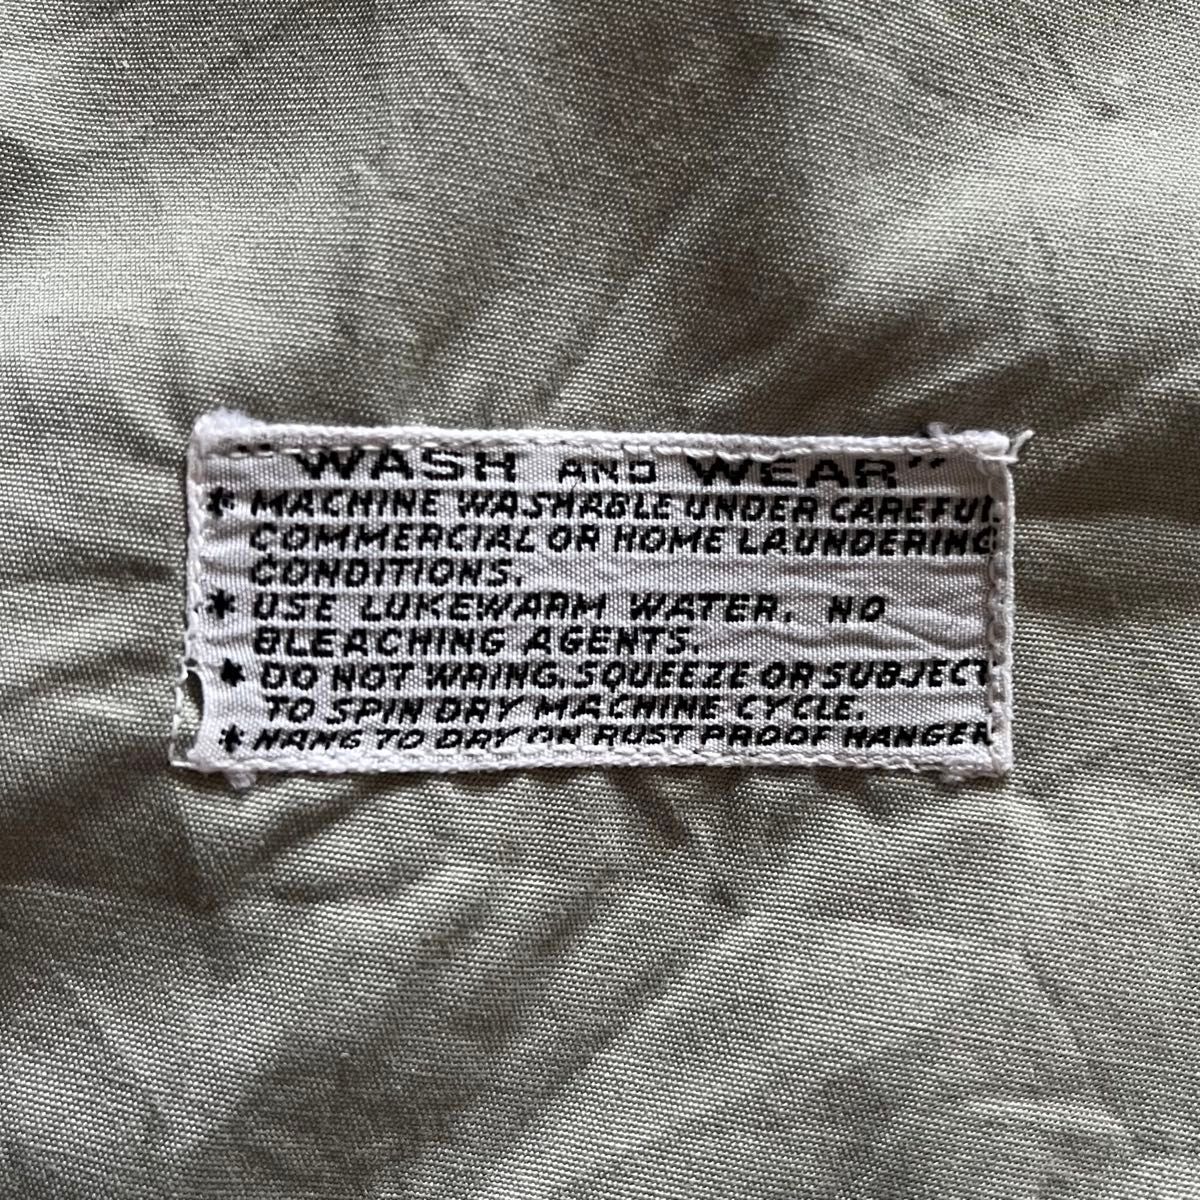 "WASH AND WEAR"
* MACHINE WASHABLE UNDER CAREFUL
COMMERCIAL OR HOME LAUNDERING
CONDITIONS.
* USE LUKEWARM WATER. NO
BLEACHING AGENTS.
* DO NOT WRING, SQUEEZE OR SUBJECT
TO SPIN DRY MACHINE CYCLE.
* HANG TO DRY ON RUST PROOF HANGER